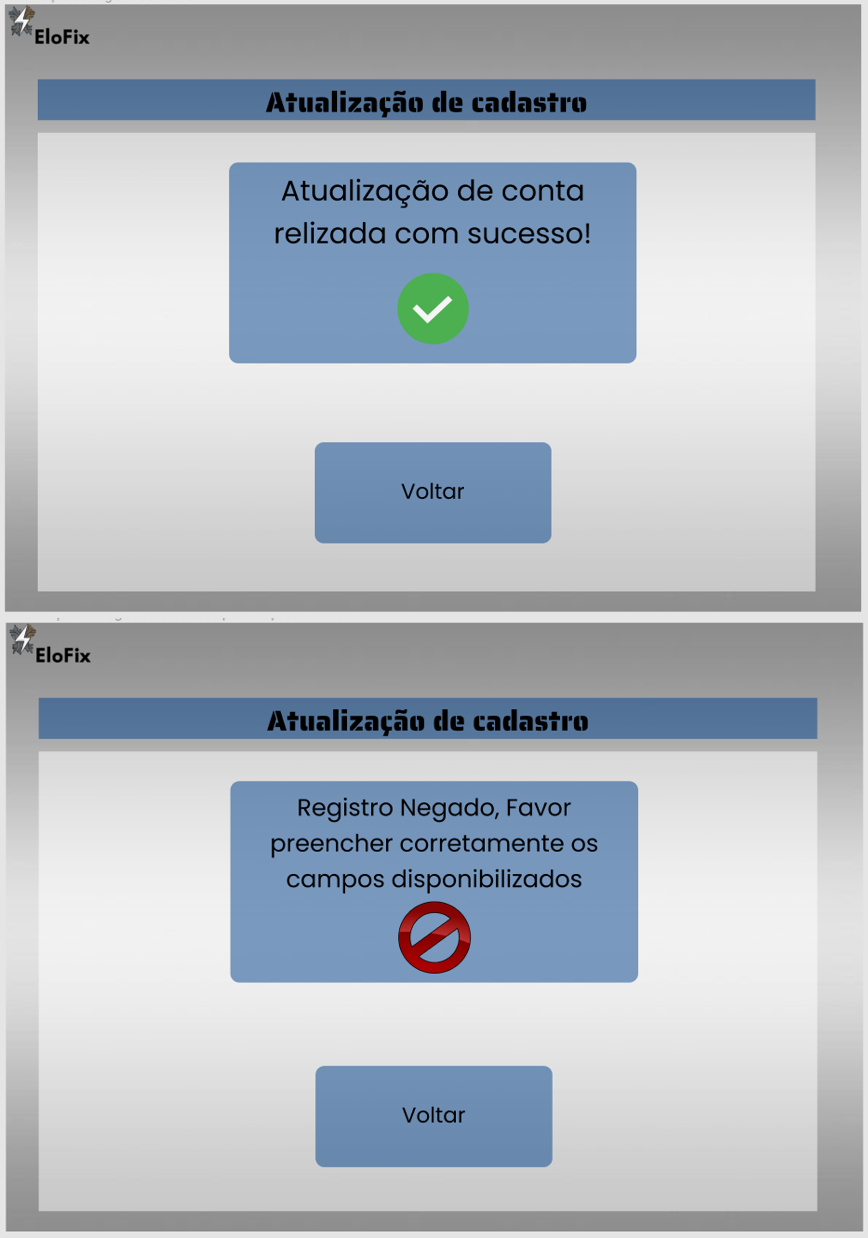 EloFix
Atualização de cadastro
Atualização de conta
relizada com sucesso!
Voltar
EloFix
Atualização de cadastro
Registro Negado, Favor
preencher corretamente os
campos disponibilizados
Voltar